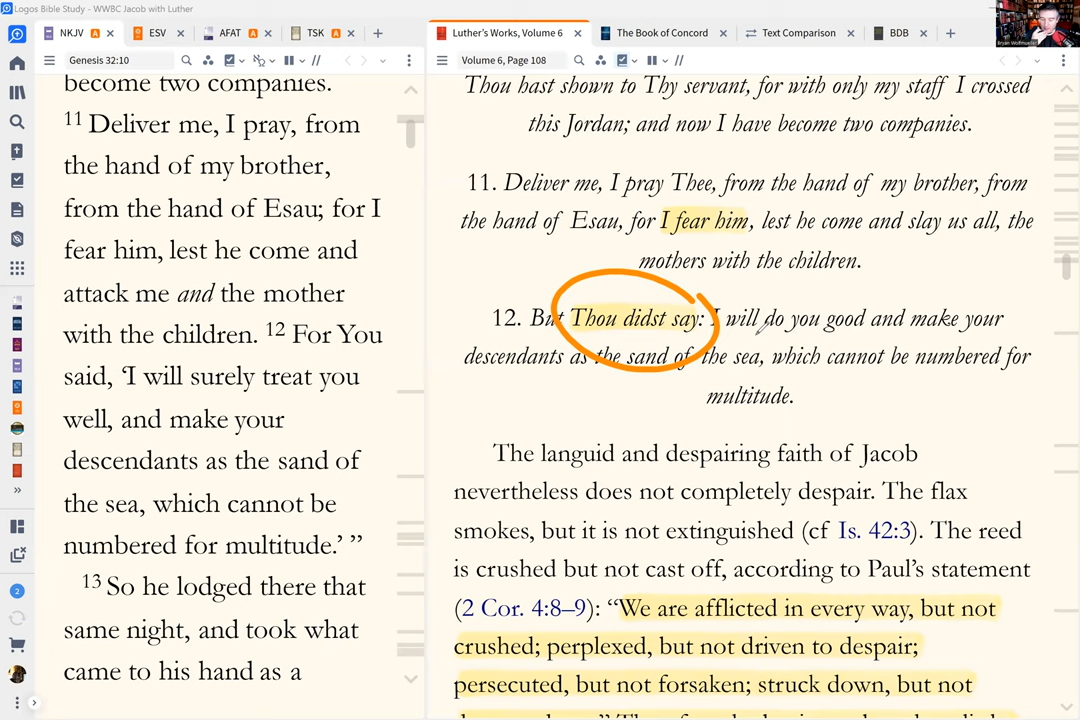 Logos Bible Study - WWBC Jacob with Luther
NKJV A
ESV
AFAT A
TSK A
Luther's Works, Volume 6
The Book of Concord
Text Comparison
BDB
Genesis 32:10
Volume 6, Page 108
become two companies.
11 Deliver me, I pray, from
the hand of my brother,
from the hand of Esau; for I
fear him, lest he come and
attack me and the mother
with the children. 12 For You
said, ‘I will surely treat you
well, and make your
descendants as the sand of
the sea, which cannot be
numbered for multitude.’ ”
13 So he lodged there that
same night, and took what
came to his hand as a
Thou hast shown to Thy servant, for with only my staff I crossed
this Jordan; and now I have become two companies.
11. Deliver me, I pray Thee, from the hand of my brother, from
the hand of Esau, for I fear him, lest he come and slay us all, the
mothers with the children.
12. But Thou didst say: I will do you good and make your
descendants as the sand of the sea, which cannot be numbered for
multitude.
The languid and despairing faith of Jacob
nevertheless does not completely despair. The flax
smokes, but it is not extinguished (cf Is. 42:3). The reed
is crushed but not cast off, according to Paul’s statement
(2 Cor. 4:8–9): “We are afflicted in every way, but not
crushed; perplexed, but not driven to despair;
persecuted, but not forsaken; struck down, but not
2
Bryan Wolfmueller